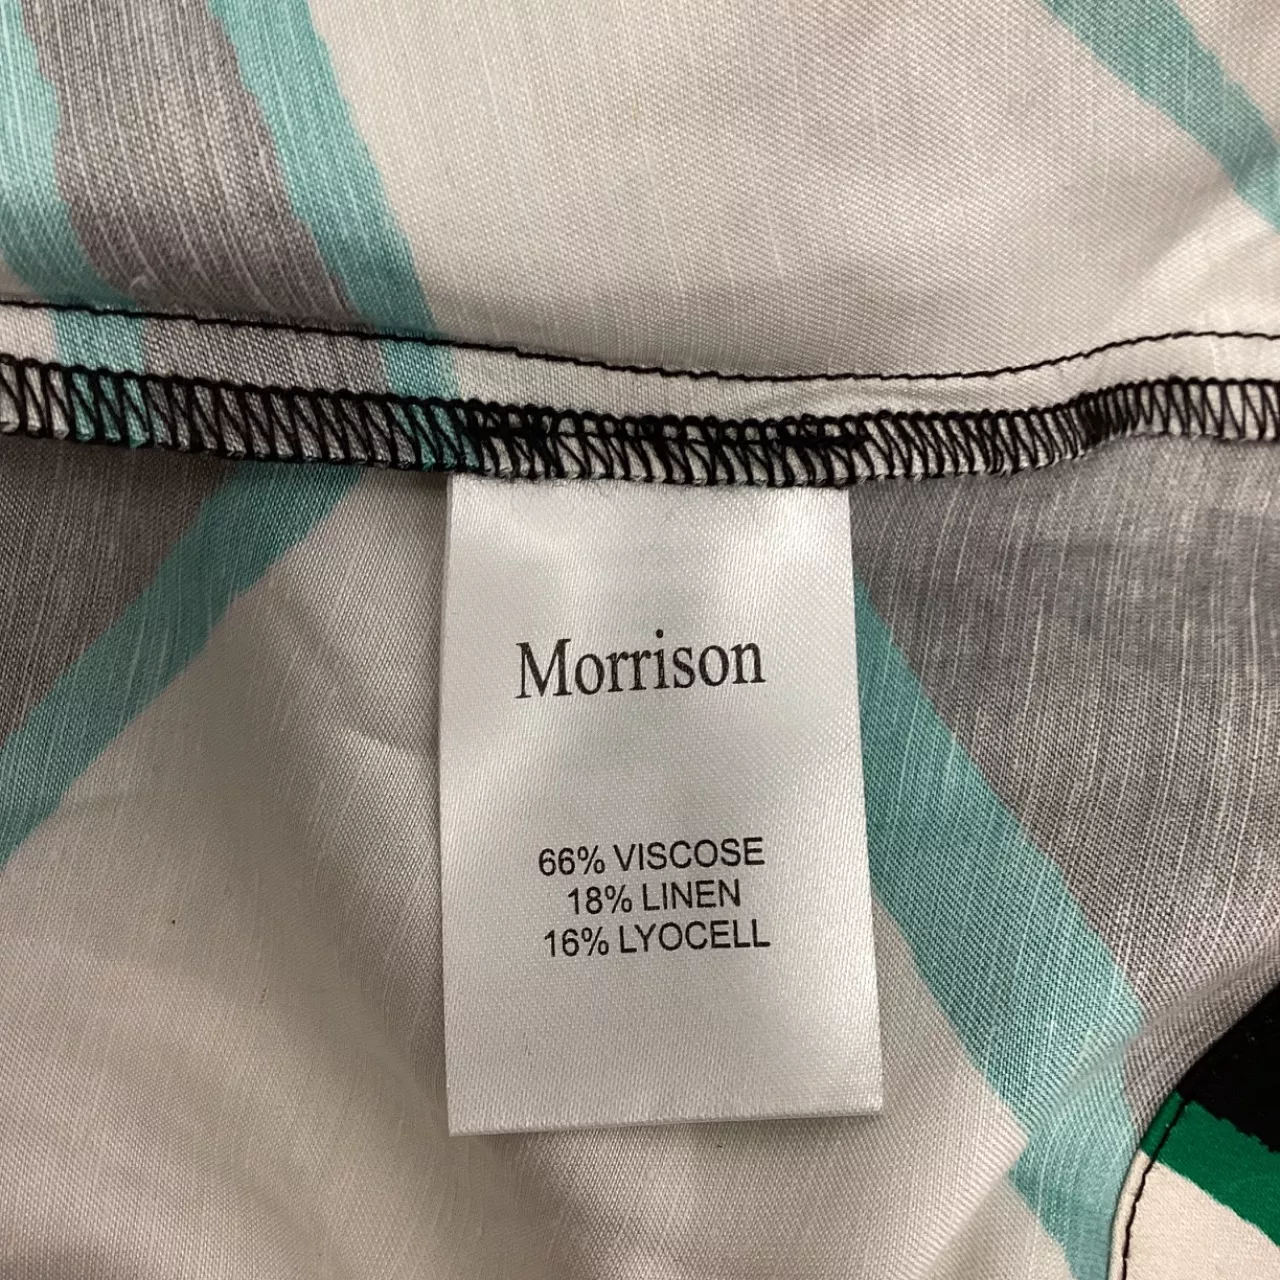 Morrison
66% VISCOSE
18% LINEN
16% LYOCELL